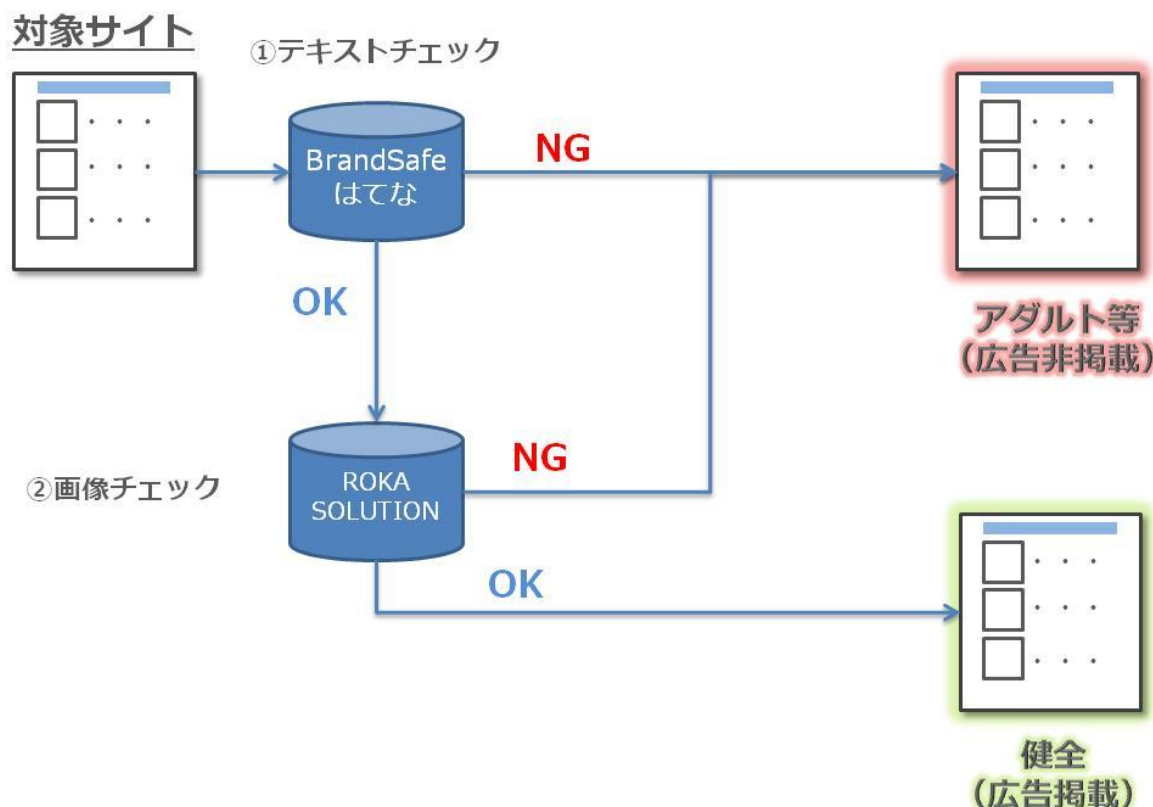 対象サイト
①テキストチェック
BrandSafe
はてな
NG
OK
アダルト等
(広告非掲載)
②画像チェック
ROKA
SOLUTION
NG
OK
健全
(広告掲載)